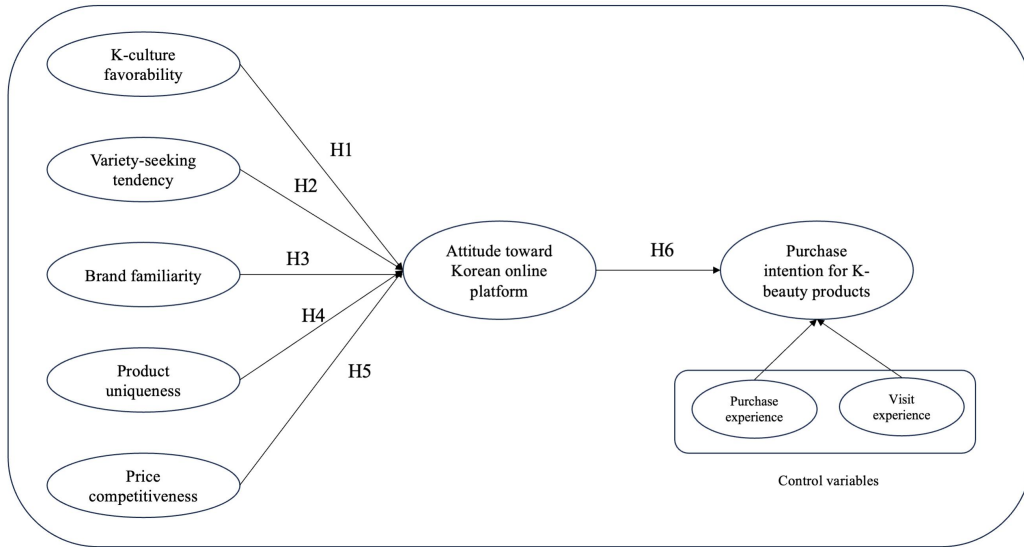 K-culture
favorability
H1
Variety-seeking
tendency
H2
Brand familiarity
H3
Product
uniqueness
H4
Price
competitiveness
H5
Attitude toward
Korean online
platform
H6
Purchase
intention for K-
beauty products
Purchase
experience
Visit
experience
Control variables